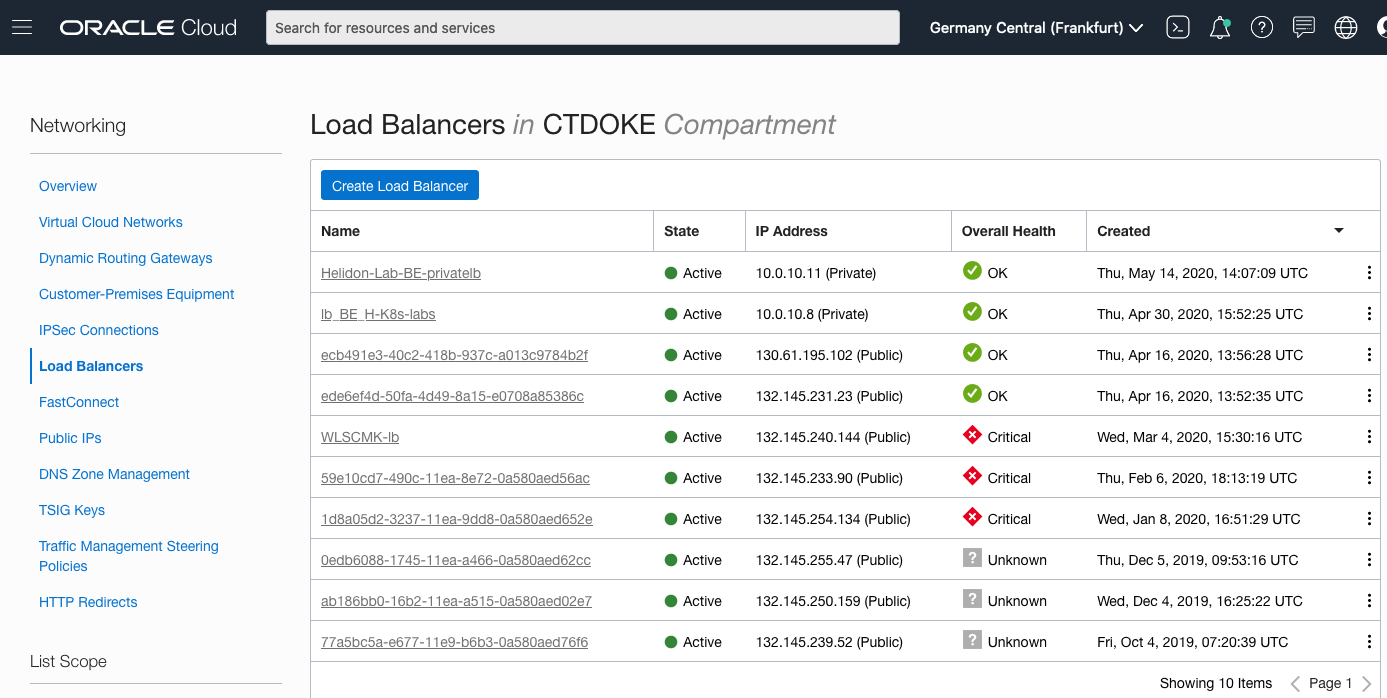 ORACLE Cloud
Search for resources and services
Germany Central (Frankfurt)
Networking
Overview
Virtual Cloud Networks
Dynamic Routing Gateways
Customer-Premises Equipment
IPSec Connections
Load Balancers
FastConnect
Public IPs
DNS Zone Management
TSIG Keys
Traffic Management Steering
Policies
HTTP Redirects
List Scope
Load Balancers in CTDOKE Compartment
Create Load Balancer
Name State IP Address Overall Health Created
Helidon-Lab-BE-privatelb Active 10.0.10.11 (Private) OK Thu, May 14, 2020, 14:07:09 UTC
lb_BE_H-K8s-labs Active 10.0.10.8 (Private) OK Thu, Apr 30, 2020, 15:52:25 UTC
ecb491e3-40c2-418b-937c-a013c9784b2f Active 130.61.195.102 (Public) OK Thu, Apr 16, 2020, 13:56:28 UTC
ede6ef4d-50fa-4d49-8a15-e0708a85386c Active 132.145.231.23 (Public) OK Thu, Apr 16, 2020, 13:52:35 UTC
WLSCMK-lb Active 132.145.240.144 (Public) Critical Wed, Mar 4, 2020, 15:30:16 UTC
59e10cd7-490c-11ea-8e72-0a580aed56ac Active 132.145.233.90 (Public) Critical Thu, Feb 6, 2020, 18:13:19 UTC
1d8a05d2-3237-11ea-9dd8-0a580aed652e Active 132.145.254.134 (Public) Critical Wed, Jan 8, 2020, 16:51:29 UTC
0edb6088-1745-11ea-a466-0a580aed62cc Active 132.145.255.47 (Public) ? Unknown Thu, Dec 5, 2019, 09:53:16 UTC
ab186bb0-16b2-11ea-a515-0a580aed02e7 Active 132.145.250.159 (Public) ? Unknown Wed, Dec 4, 2019, 16:25:22 UTC
77a5bc5a-e677-11e9-b6b3-0a580aed76f6 Active 132.145.239.52 (Public) ? Unknown Fri, Oct 4, 2019, 07:20:39 UTC
Showing 10 Items Page 1